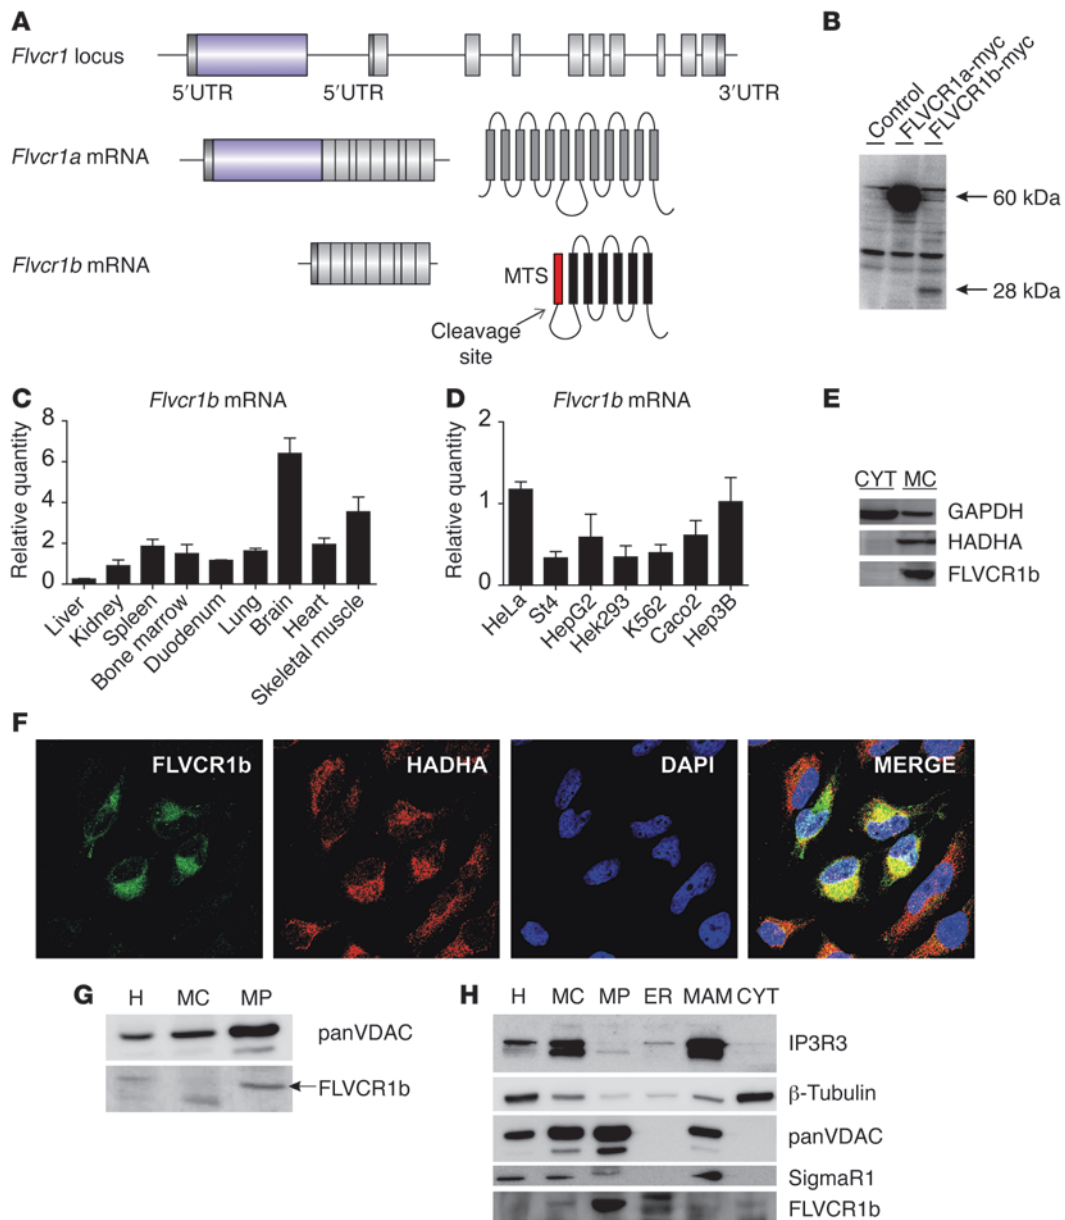 A
Flvcr1 locus
5′UTR
5′UTR
3′UTR
Flvcr1a mRNA
Flvcr1b mRNA
MTS
Cleavage
site
B
Control
FLVCR1a-myc
FLVCR1b-myc
60 kDa
28 kDa
C
Flvcr1b mRNA
Relative quantity
8
6
4
2
0
Liver
Kidney
Spleen
Bone marrow
Duodenum
Lung
Brain
Heart
Skeletal muscle
D
Flvcr1b mRNA
Relative quantity
2
1
0
HeLa
St4
HepG2
Hek293
K562
Caco2
Hep3B
E
CYT MC
GAPDH
HADHA
FLVCR1b
F
FLVCR1b
HADHA
DAPI
MERGE
G
H MC MP
panVDAC
FLVCR1b
H
H MC MP ER MAM CYT
IP3R3
β-Tubulin
panVDAC
SigmaR1
FLVCR1b